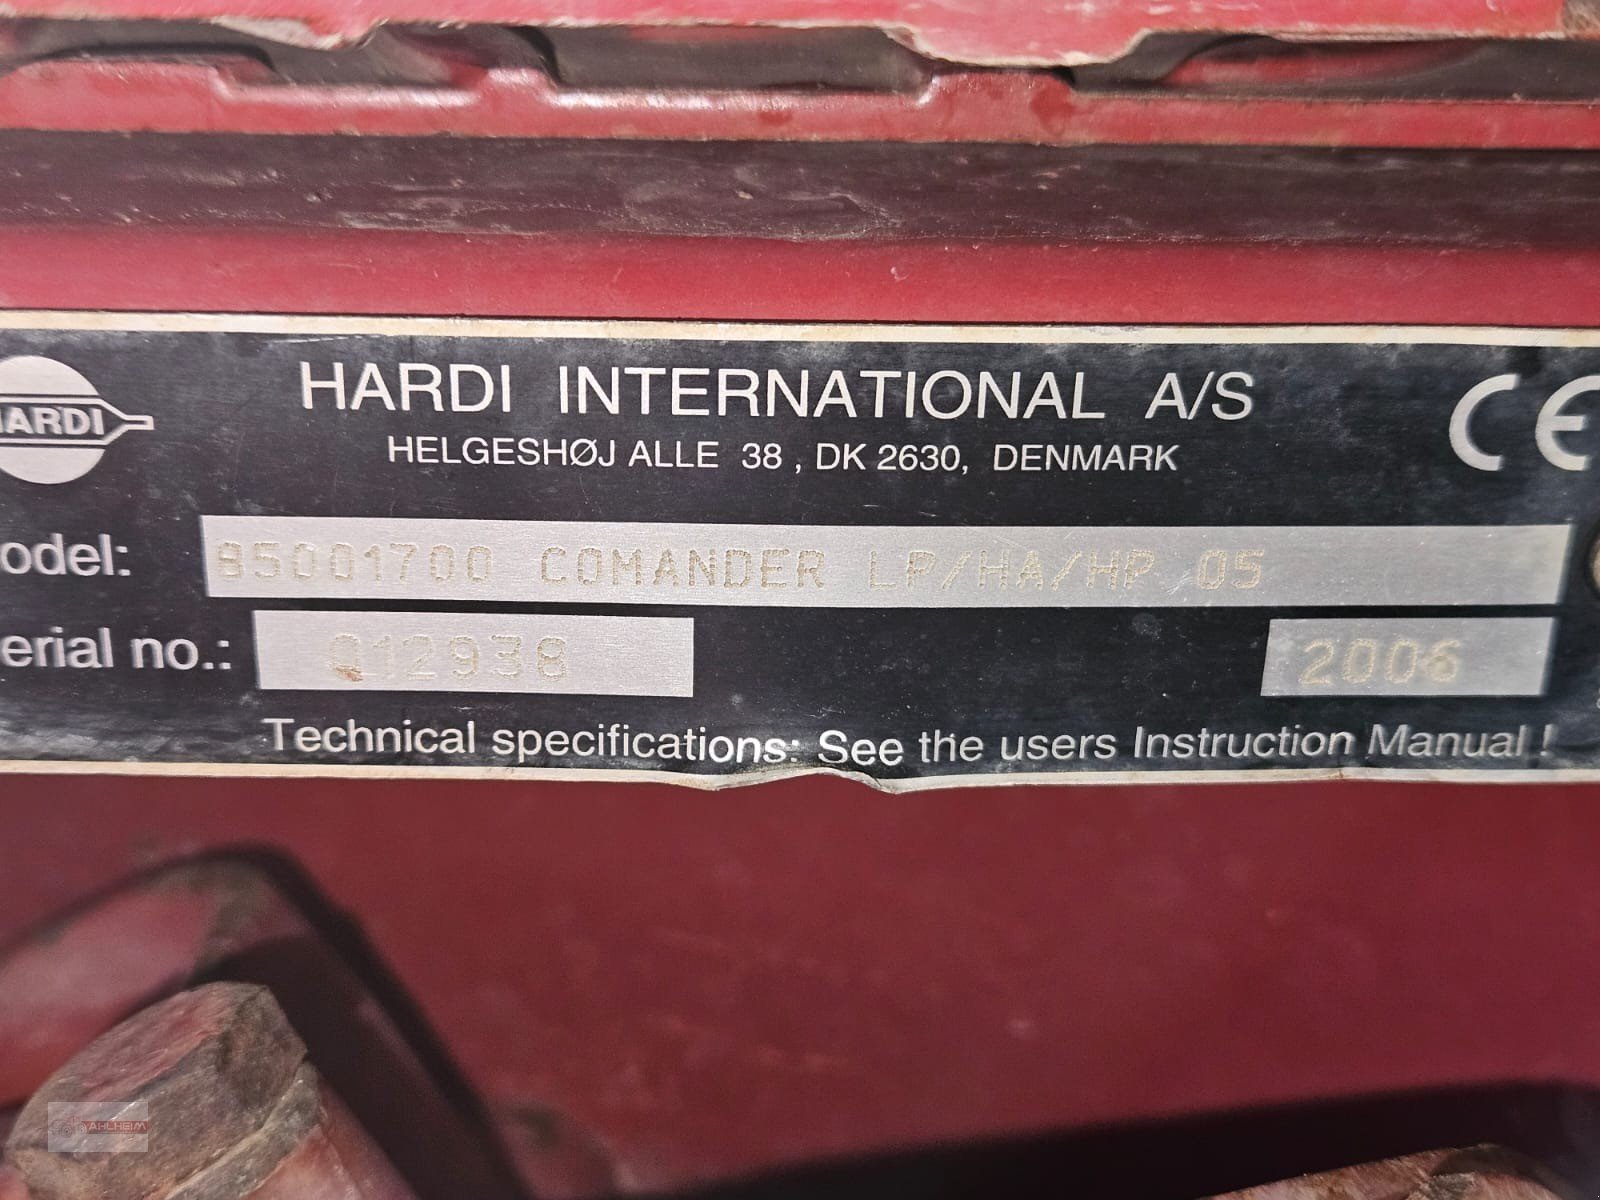 HARDI INTERNATIONAL A/S
HELGESHØJ ALLE 38 , DK 2630, DENMARK
CE
HARDI
odel: 85001700 COMANDER LP/HA/HP 05
erial no.: Q12938 2006
Technical specifications: See the users Instruction Manual !
AHLHEIM